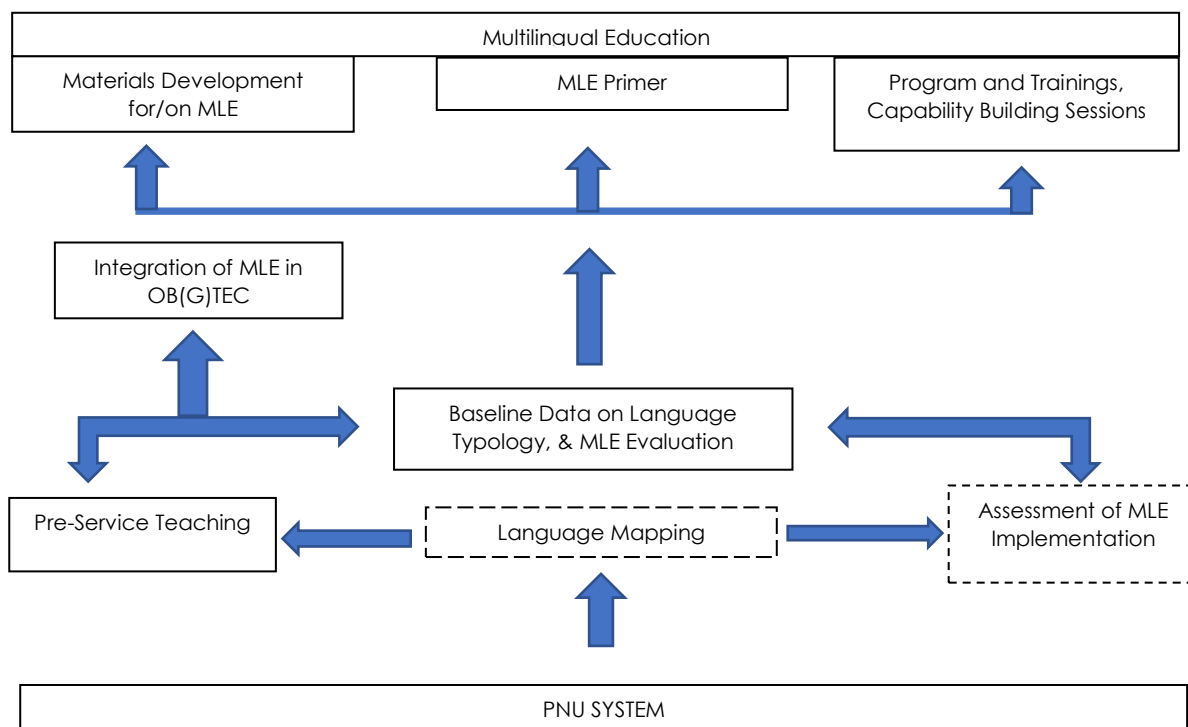 Multilingual Education
Materials Development
for/on MLE
MLE Primer
Program and Trainings,
Capability Building Sessions
Integration of MLE in
OB(G)TEC
Baseline Data on Language
Typology, & MLE Evaluation
Pre-Service Teaching
Language Mapping
Assessment of MLE
Implementation
PNU SYSTEM